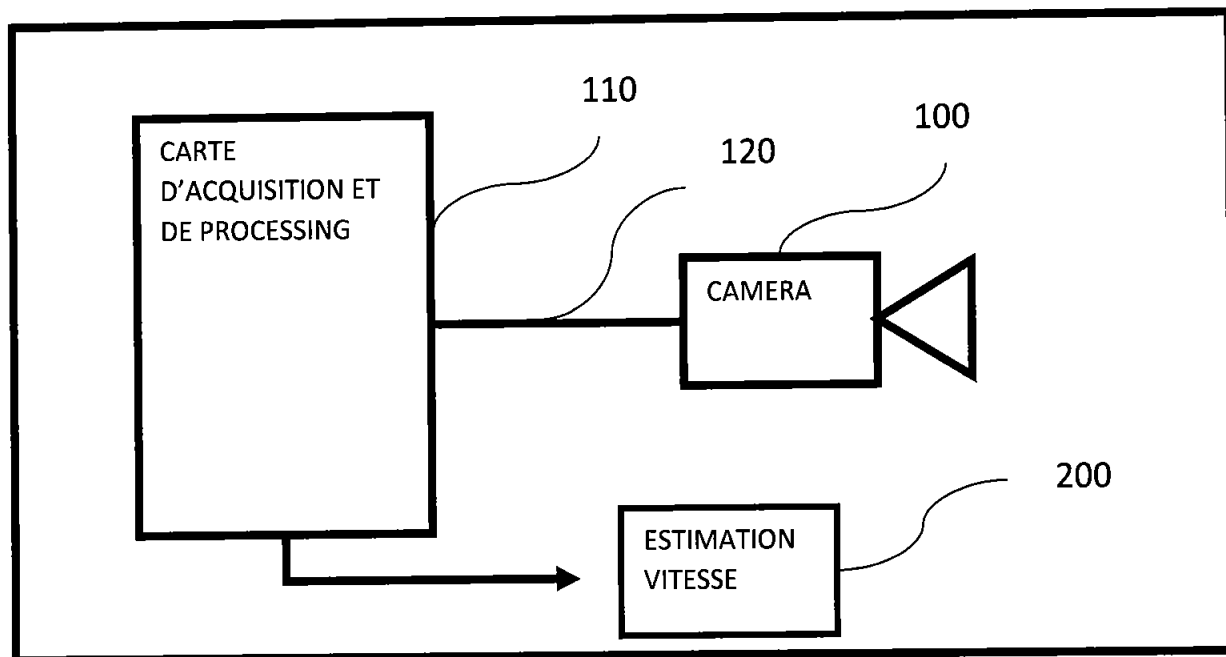 110
100
120
CARTE
D'ACQUISITION ET
DE PROCESSING
CAMERA
200
ESTIMATION
VITESSE